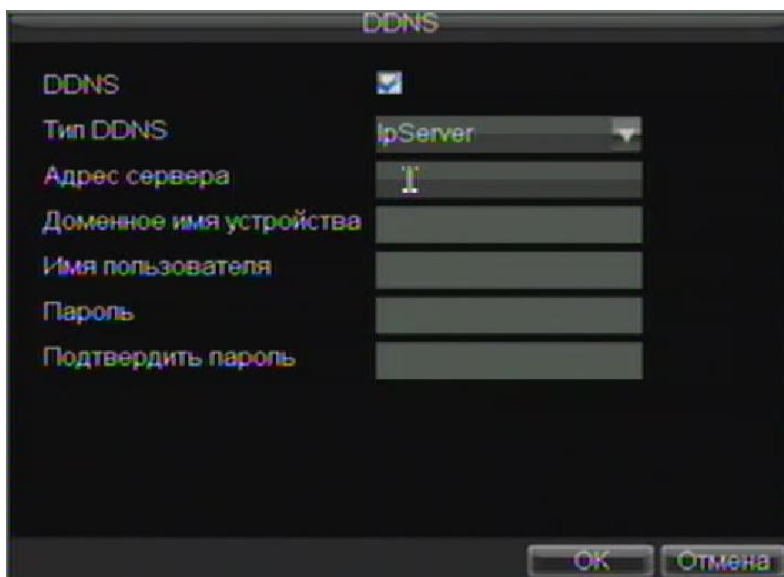 DDNS
DDNS
Тип DDNS IpServer
Адрес сервера
Доменное имя устройства
Имя пользователя
Пароль
Подтвердить пароль
OK Отмена